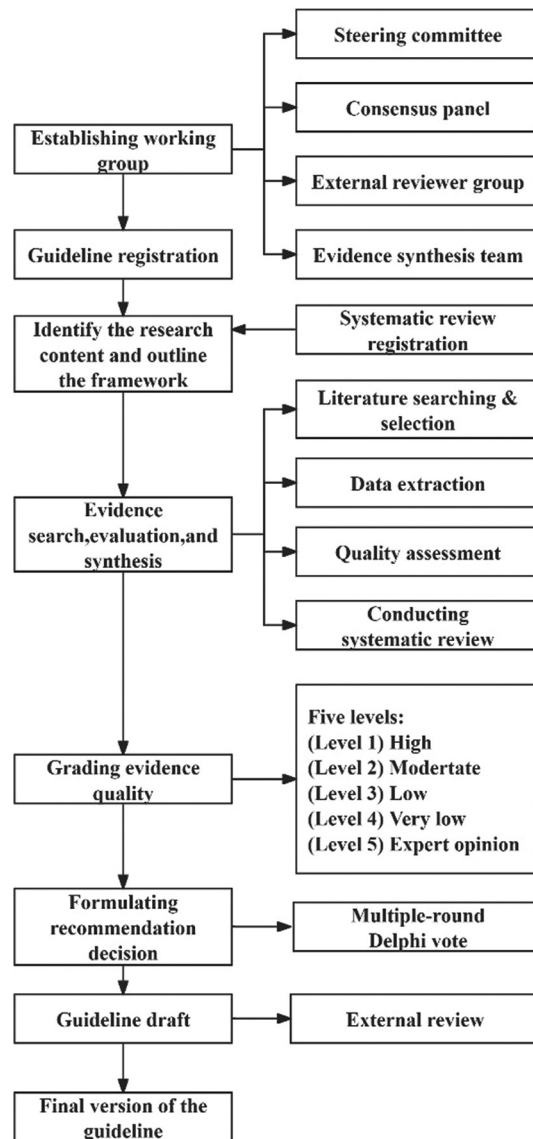 Steering committee
Consensus panel
Establishing working
group
External reviewer group
Guideline registration
Evidence synthesis team
Identify the research
content and outline
the framework
Systematic review
registration
Literature searching &
selection
Data extraction
Evidence
search,evaluation,and
synthesis
Quality assessment
Conducting
systematic review
Five levels:
(Level 1) High
(Level 2) Modertate
(Level 3) Low
(Level 4) Very low
(Level 5) Expert opinion
Grading evidence
quality
Formulating
recommendation
decision
Multiple-round
Delphi vote
Guideline draft
External review
Final version of the
guideline